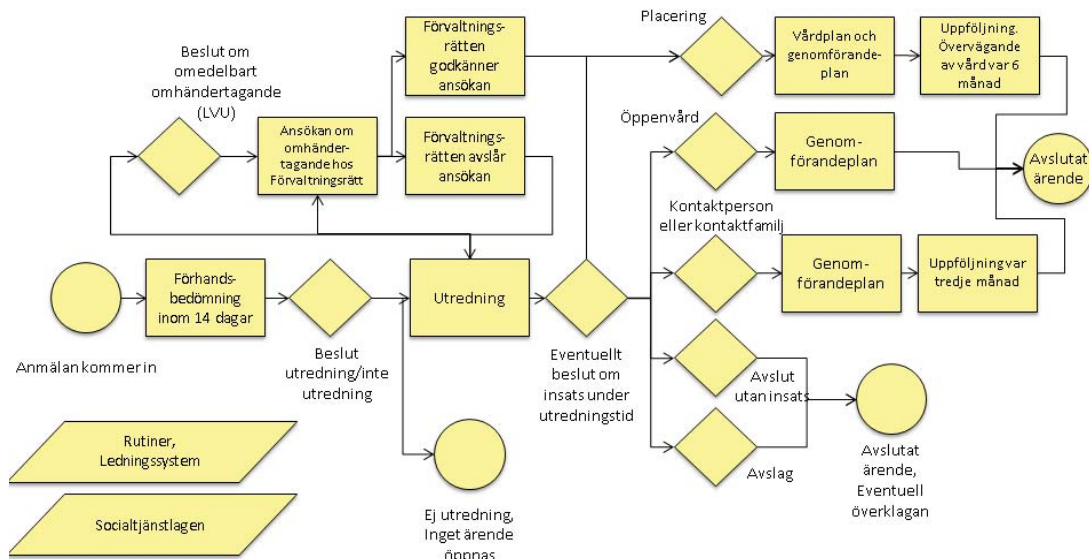 Beslut om
omedelbart
omhändertagande
(LVU)
Ansökan om
omhänder-
tagande hos
Förvaltningsrätt
Förvaltnings-
rätten
godkänner
ansökan
Förvaltnings-
rätten avslår
ansökan
Placering
Vårdplan och
genomförande-
plan
Uppföljning.
Övervägande
av vård var 6
månad
Öppenvård
Genom-
förandeplan
Avslutat
ärende
Kontaktperson
eller kontaktfamilj
Genom-
förandeplan
Uppföljning var
tredje månad
Anmälan kommer in
Förhands-
bedömning
inom 14 dagar
Beslut
utredning/inte
utredning
Utredning
Eventuellt
beslut om
insats under
utredningstid
Avslut
utan insats
Avslag
Avslutat
ärende,
Eventuell
överklagan
Ej utredning,
Inget ärende
öppnas
Rutiner,
Ledningssystem
Socialtjänstlagen